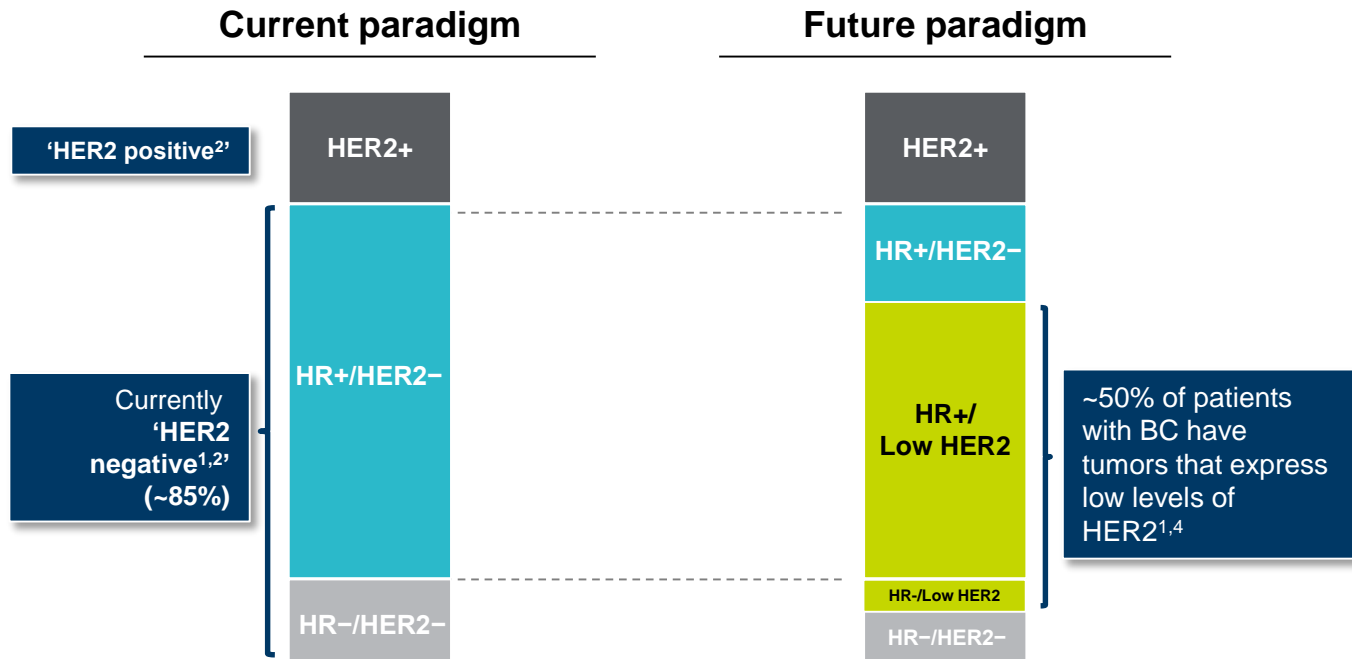 Current paradigm
Future paradigm
‘HER2 positive²’
HER2+
HER2+
HR+/HER2−
HR+/HER2−
Currently
‘HER2
negative¹,²’
(~85%)
HR+/
Low HER2
~50% of patients
with BC have
tumors that express
low levels of
HER2¹,⁴
HR-/Low HER2
HR−/HER2−
HR−/HER2−